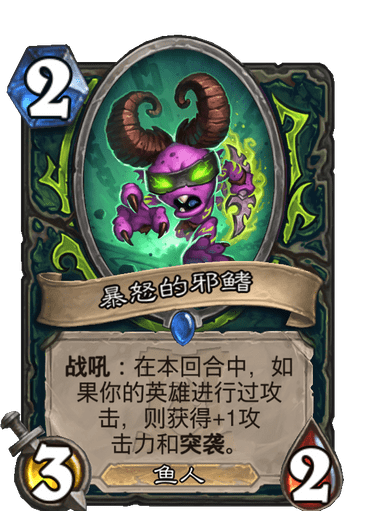 2
暴怒的邪鳍
战吼：在本回合中，如
果你的英雄进行过攻
击，则获得+1攻
击力和突袭。
鱼人
3
2